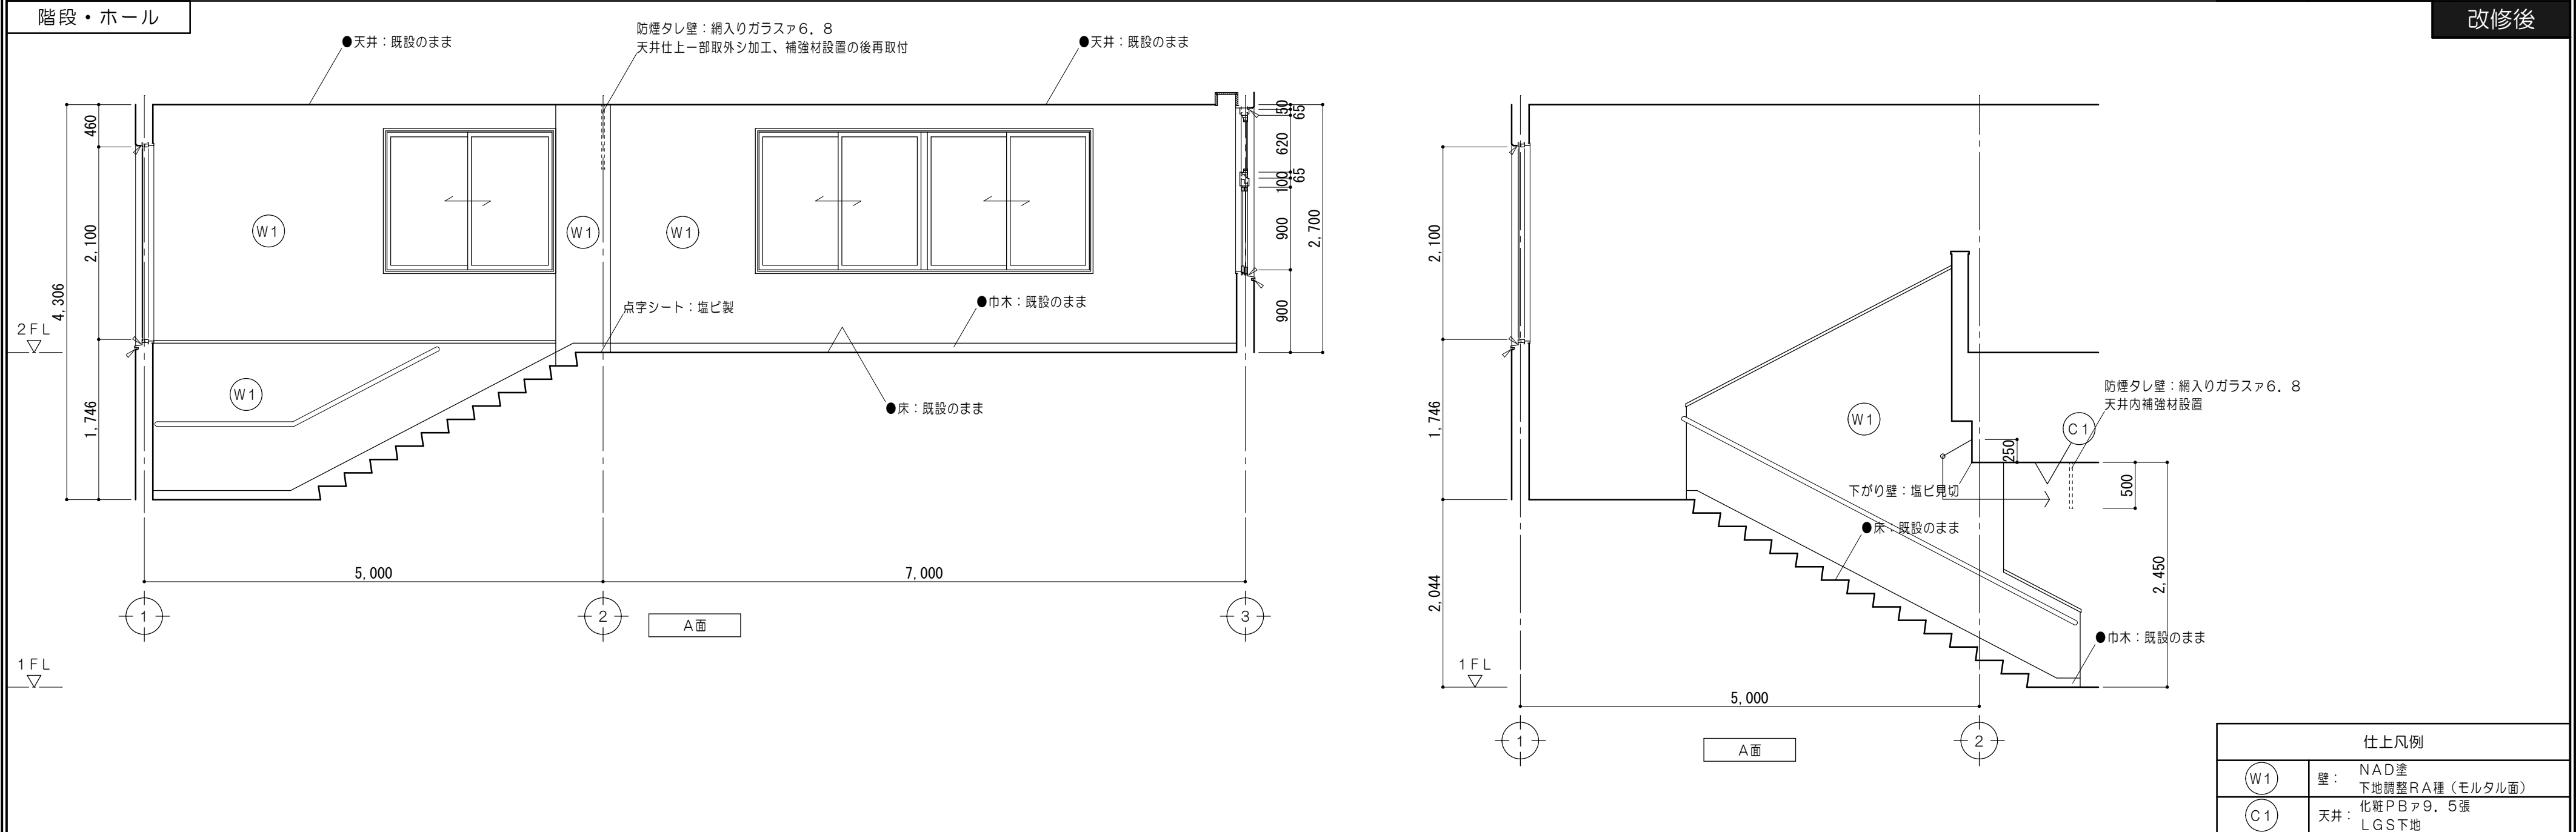 階段・ホール
改修後
●天井：既設のまま
防煙タレ壁：網入りガラスァ６．８
天井仕上一部取外シ加工、補強材設置の後再取付
●天井：既設のまま
460
2,100
1,746
4,306
2FL
1FL
W1
W1
W1
W1
点字シート：塩ビ製
●巾木：既設のまま
●床：既設のまま
50
65
620
65
100
900
900
2,700
5,000
7,000
1
2
3
A面
2,100
1,746
2,044
1FL
W1
防煙タレ壁：網入りガラスァ６．８
天井内補強材設置
C1
250
500
2,450
下がり壁：塩ビ見切
●床：既設のまま
●巾木：既設のまま
5,000
1
2
A面
仕上凡例
W1
壁：
NAD塗
下地調整RA種（モルタル面）
C1
天井：
化粧PBァ９．５張
LGS下地